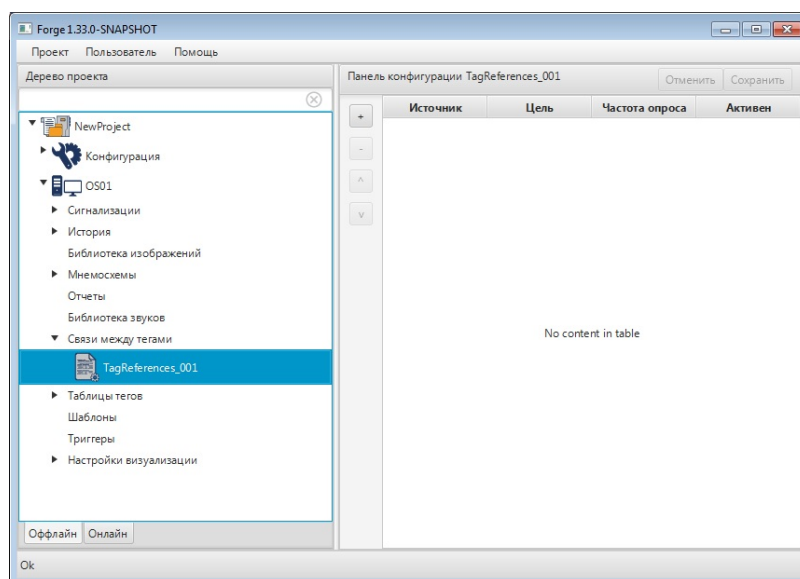 Forge 1.33.0-SNAPSHOT
Проект Пользователь Помощь
Дерево проекта
NewProject
Конфигурация
OS01
Сигнализации
История
Библиотека изображений
Мнемосхемы
Отчеты
Библиотека звуков
Связи между тегами
TagReferences_001
Таблицы тегов
Шаблоны
Триггеры
Настройки визуализации
Оффлайн Онлайн
Панель конфигурации TagReferences_001 Отменить Сохранить
+ Источник Цель Частота опроса Активен
-
^
v
No content in table
Ok